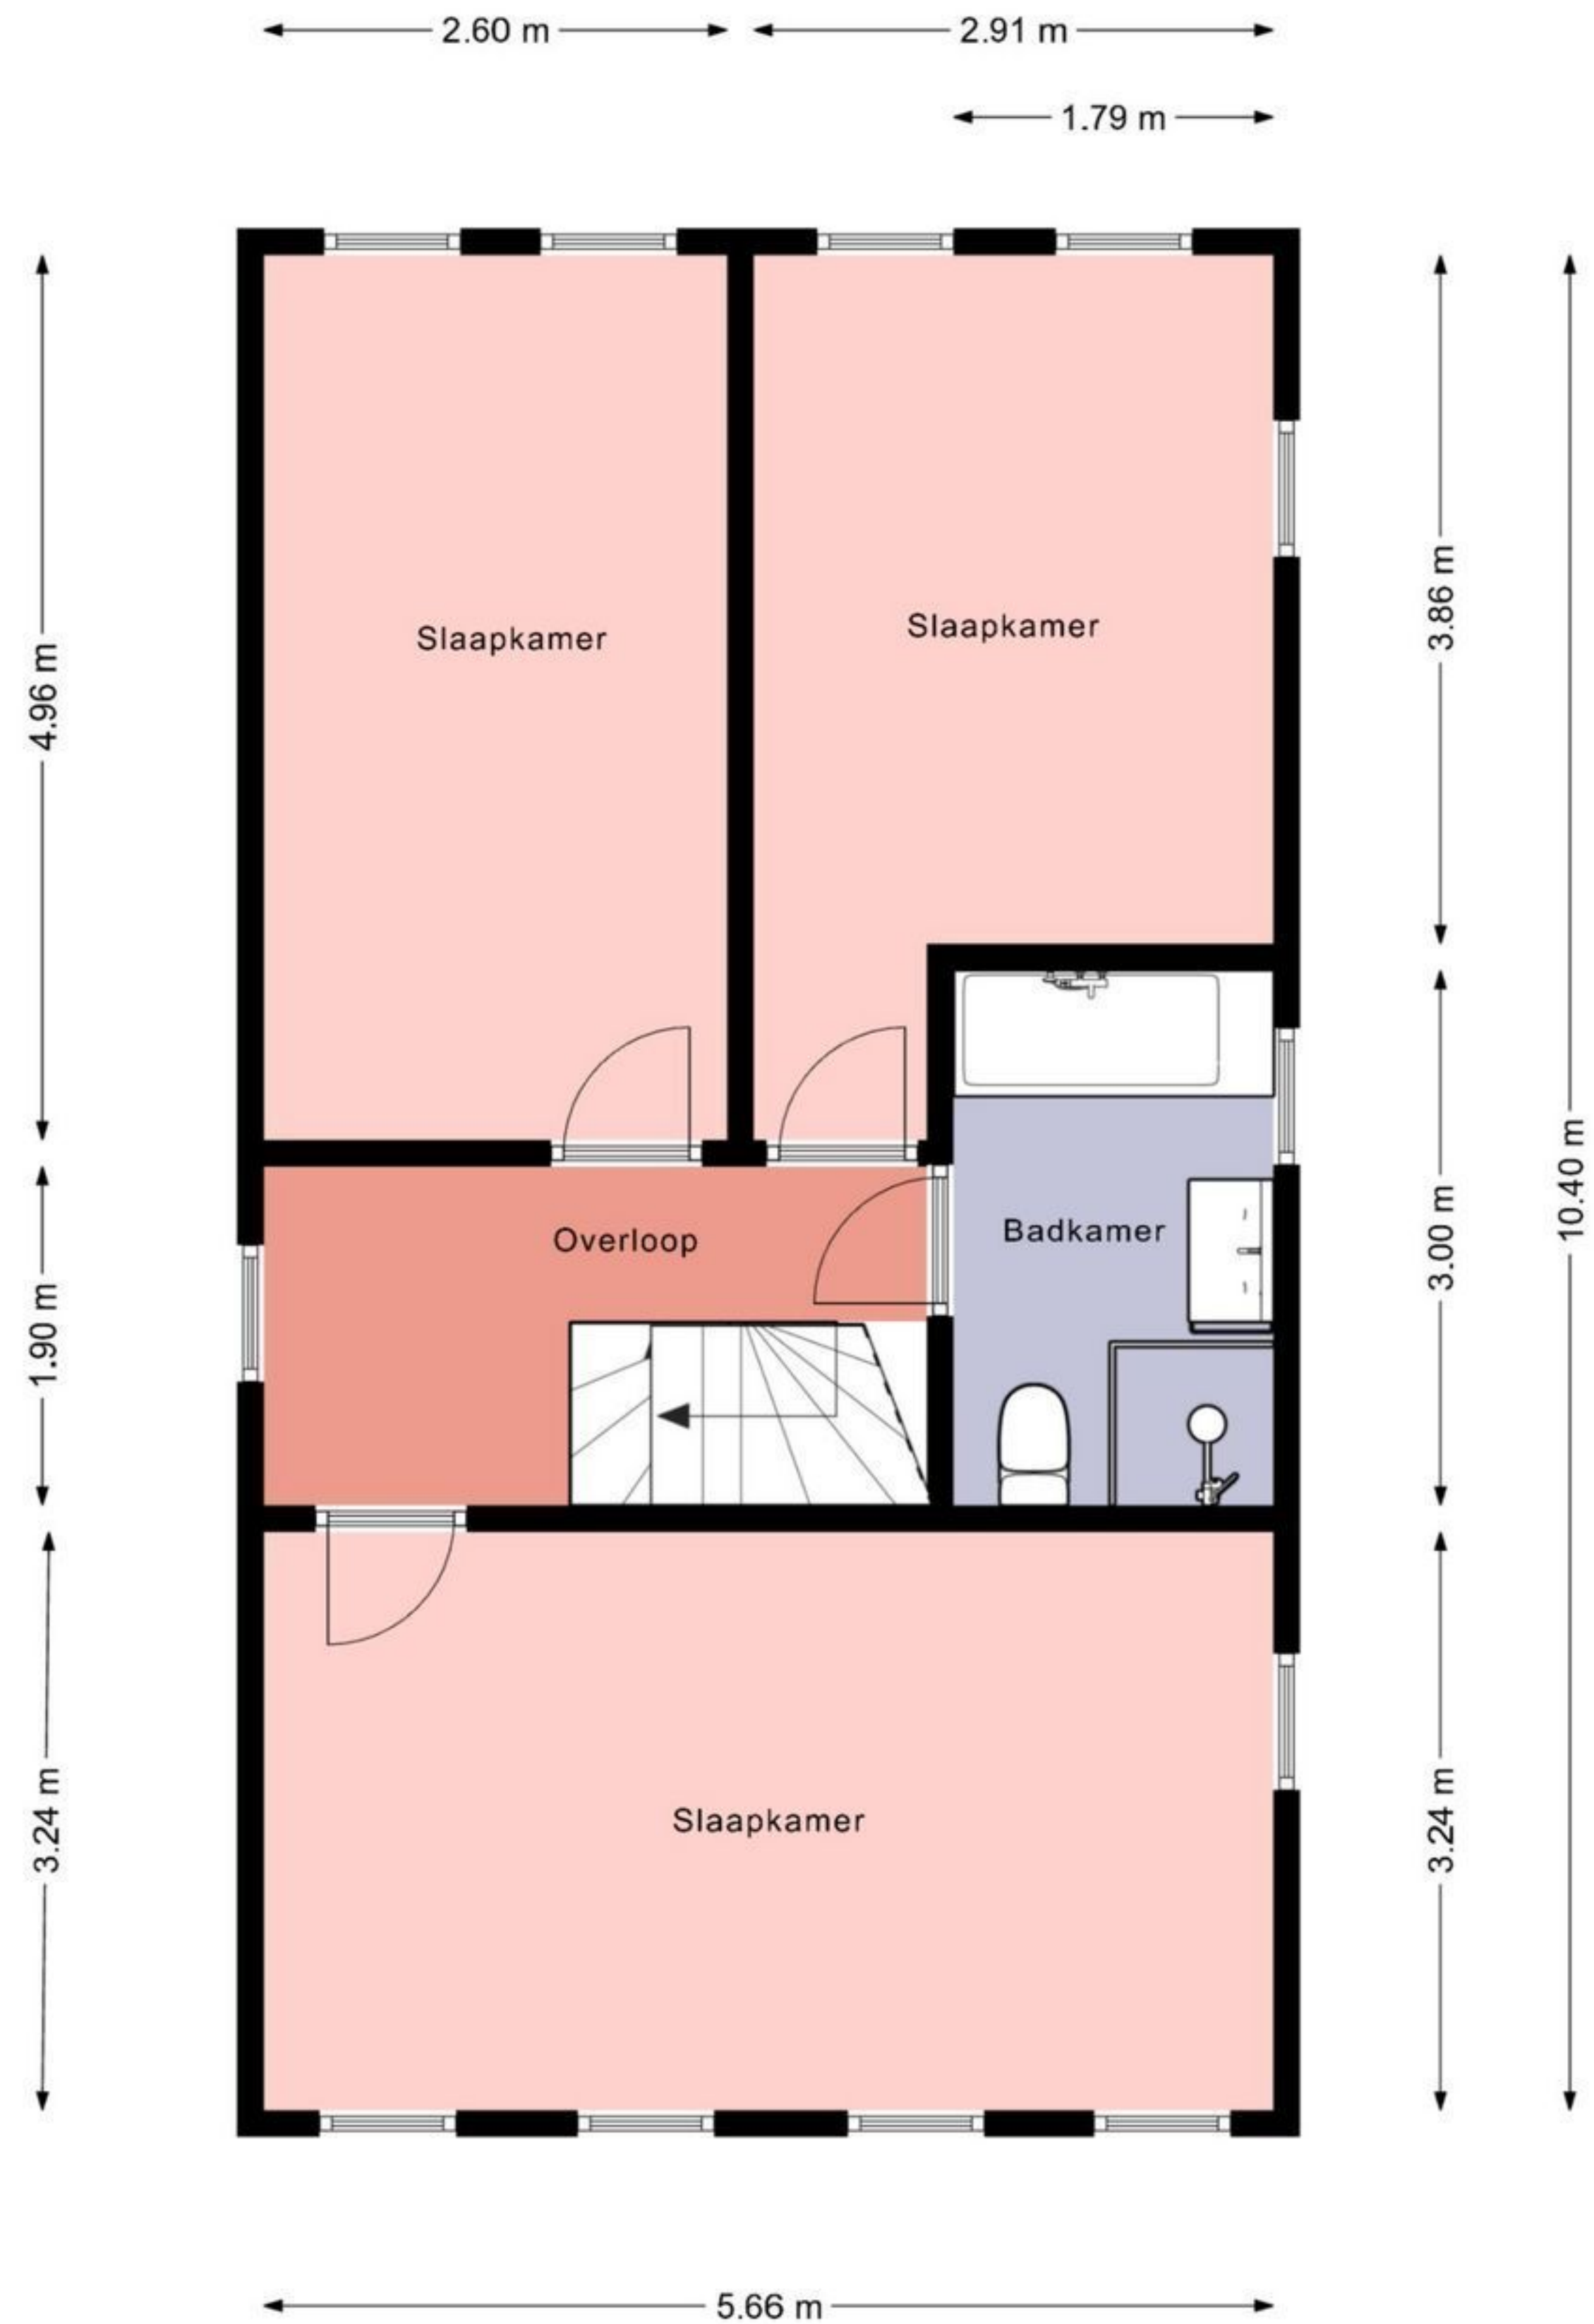 2.60 m
2.91 m
1.79 m
4.96 m
Slaapkamer
Slaapkamer
3.86 m
10.40 m
Overloop
Badkamer
1.90 m
3.00 m
Slaapkamer
3.24 m
3.24 m
5.66 m